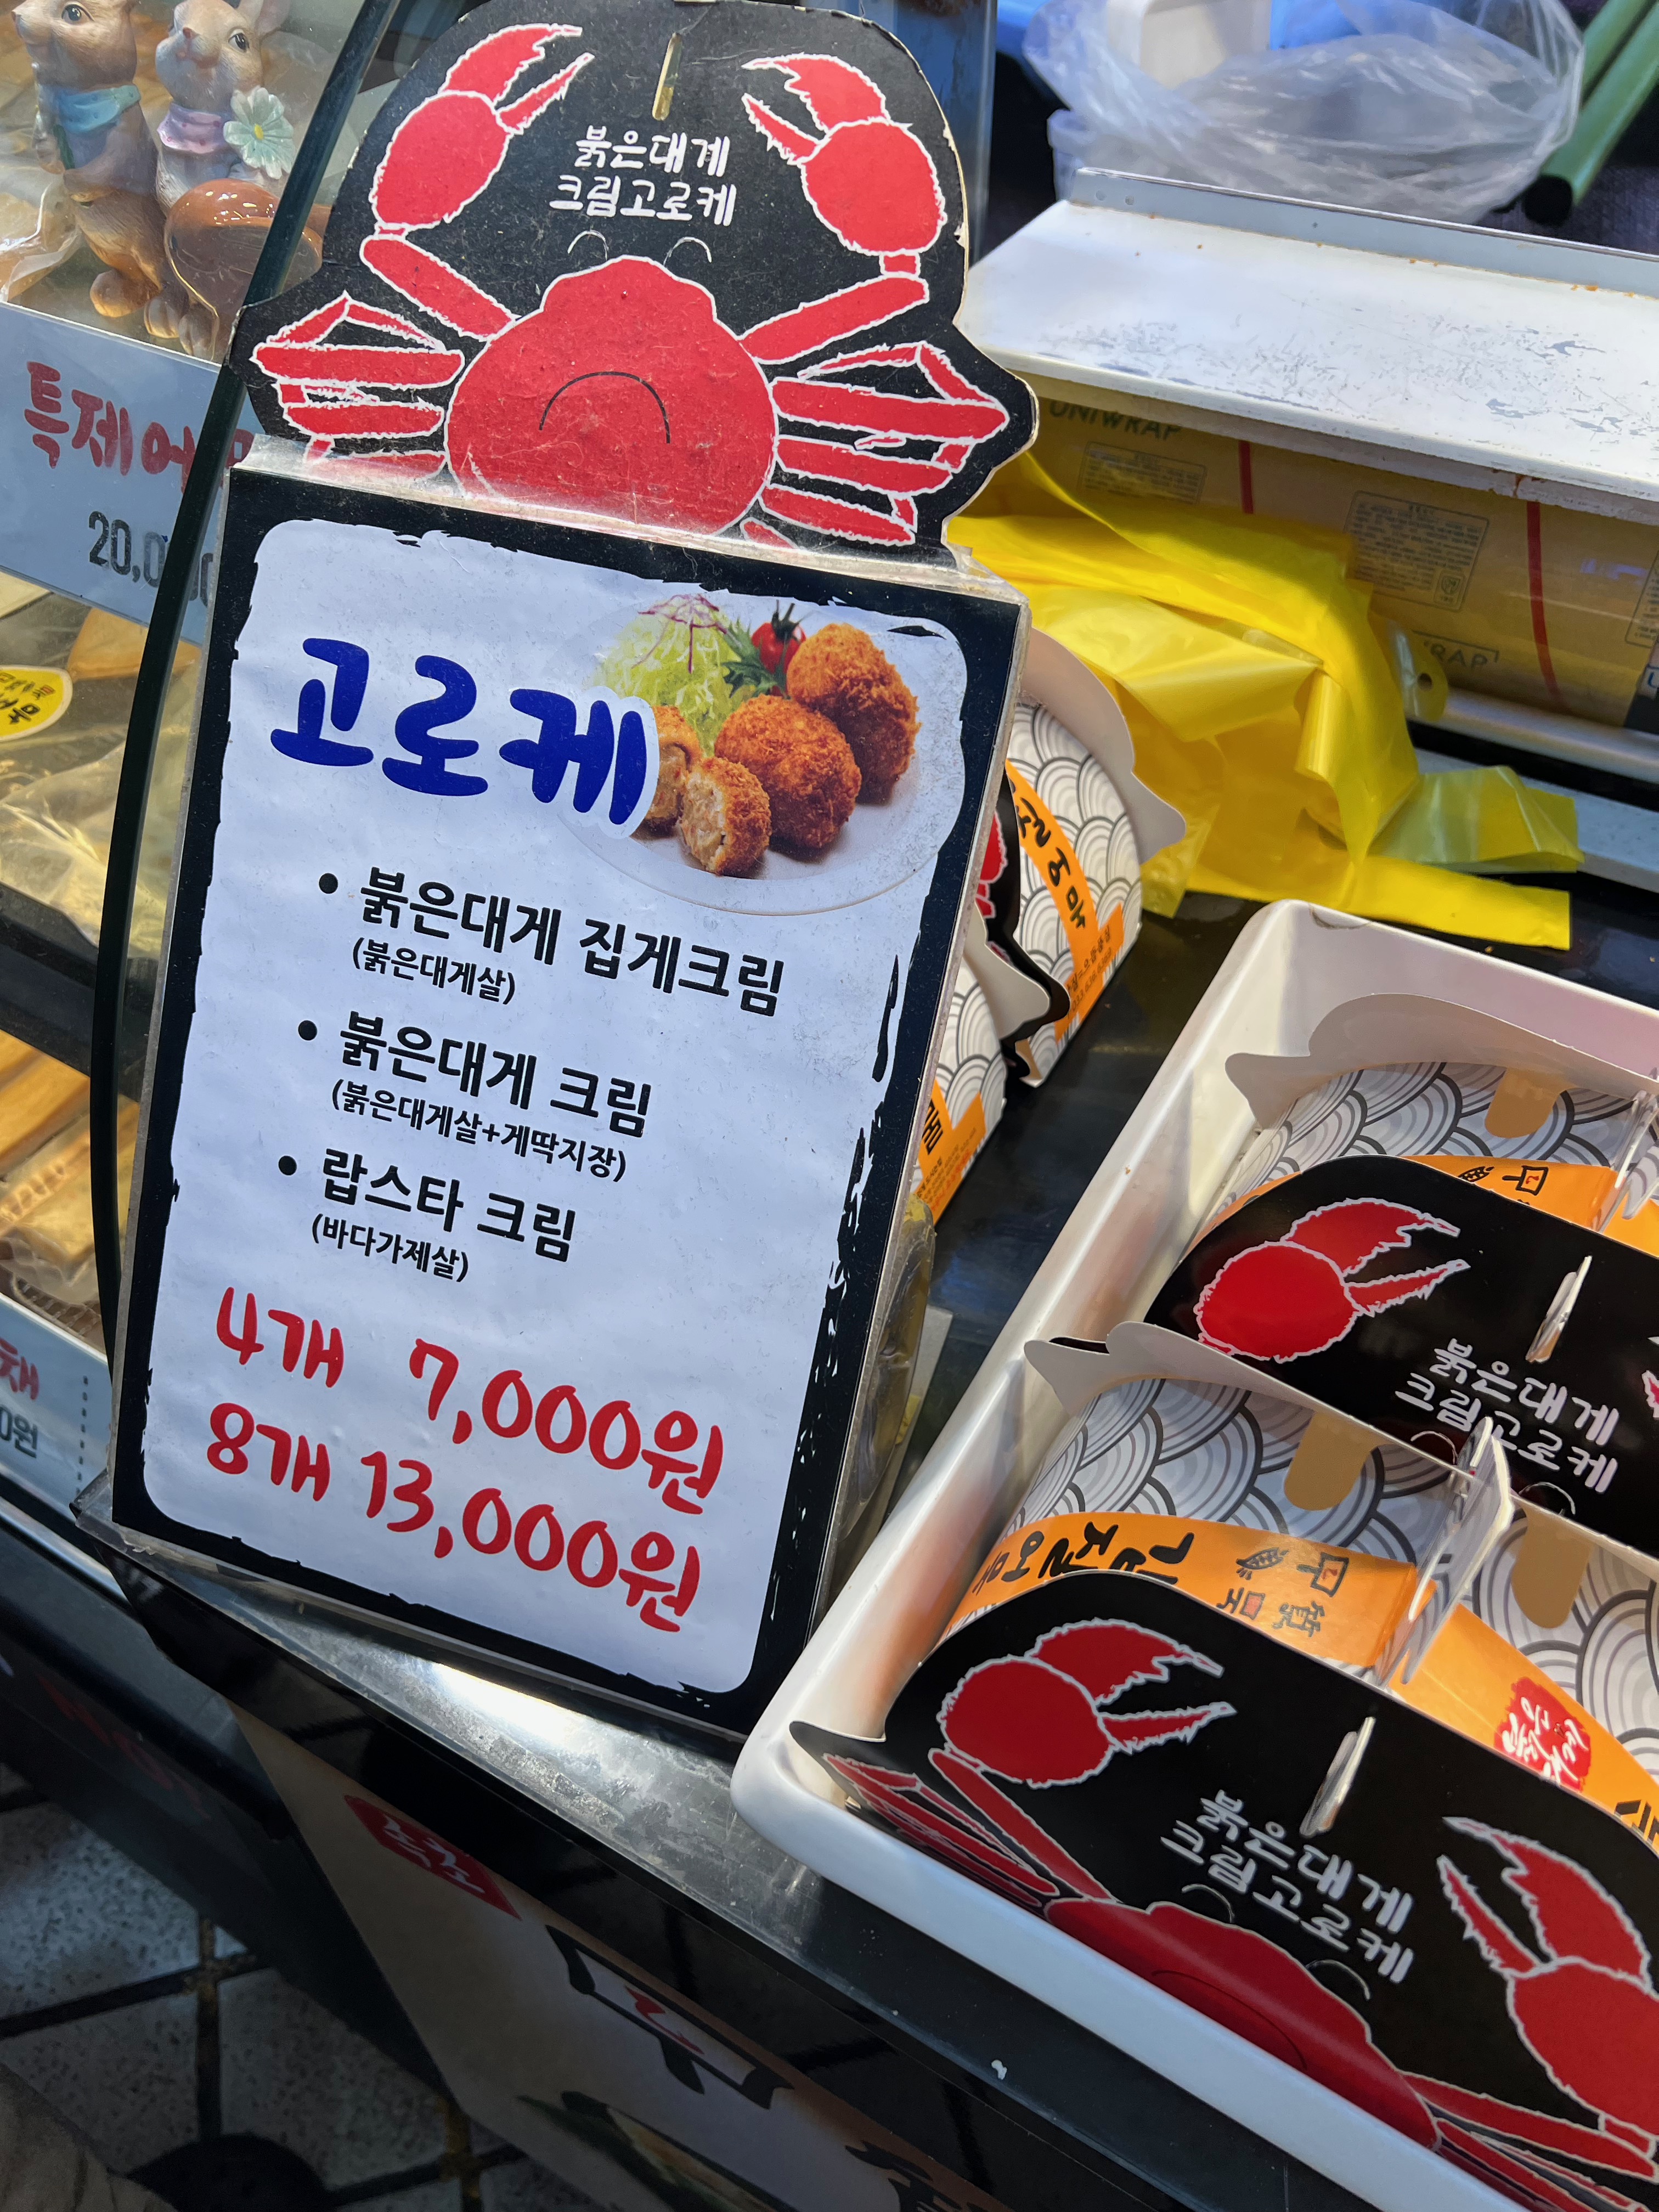 붉은대게
크림고로케
특제어
20,000
UNIWRAP
고로케
• 붉은대게 집게크림
(붉은대게살)
• 붉은대게 크림
(붉은대게살+게딱지장)
• 랍스타 크림
(바다가제살)
4개 7,000원
8개 13,000원
붉은대게
크림고로케
붉은대게
크림고로케